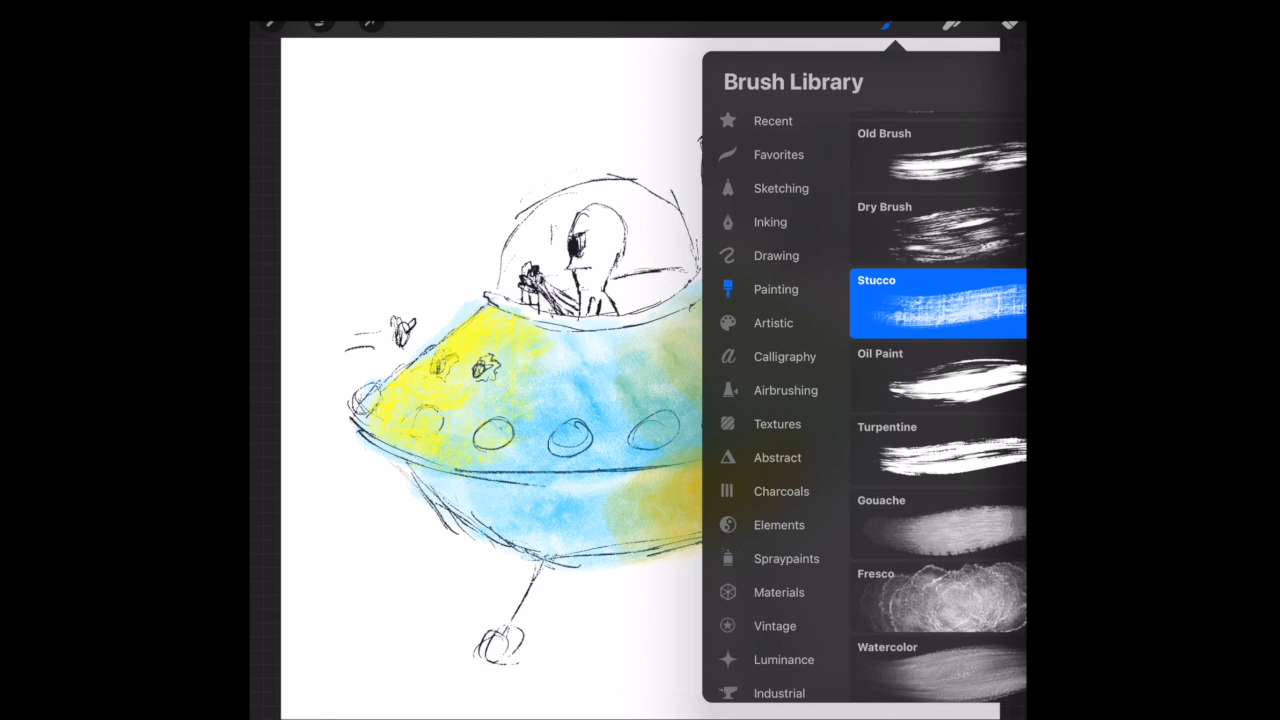 Brush Library
Recent
Favorites
Sketching
Inking
Drawing
Painting
Artistic
Calligraphy
Airbrushing
Textures
Abstract
Charcoals
Elements
Spraypaints
Materials
Vintage
Luminance
Industrial
Old Brush
Dry Brush
Stucco
Oil Paint
Turpentine
Gouache
Fresco
Watercolor